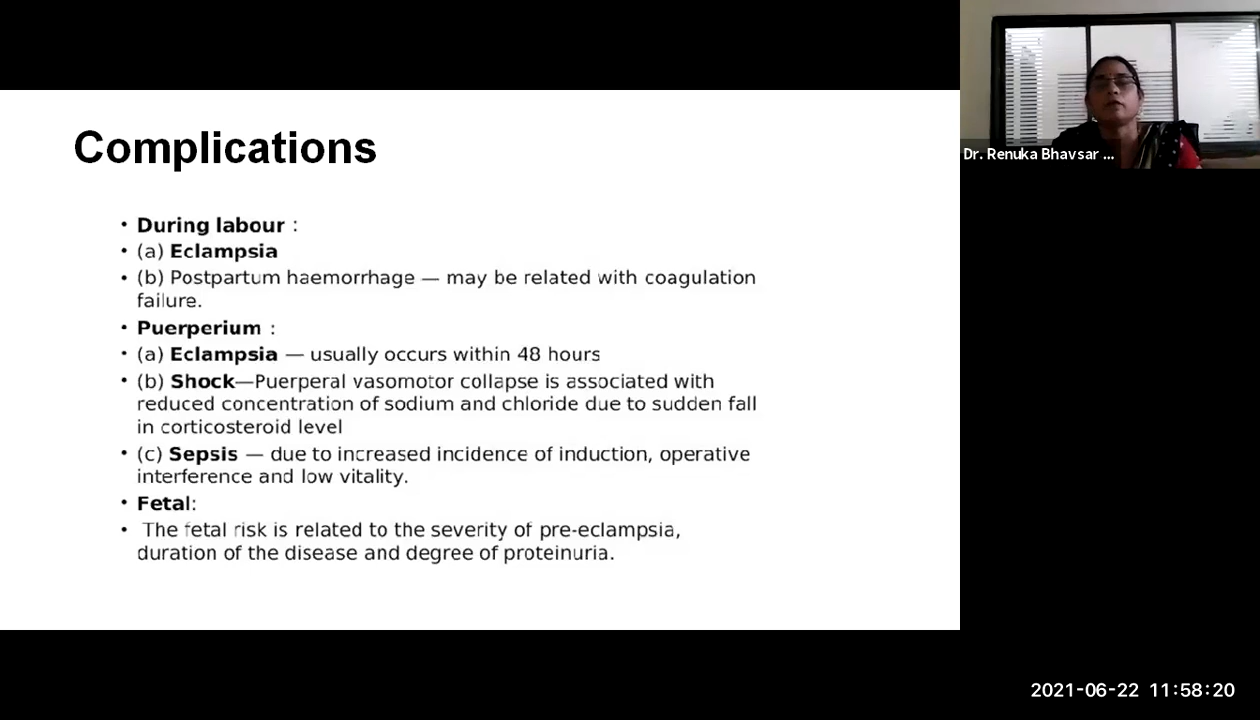 Complications
• During labour :
• (a) Eclampsia
• (b) Postpartum haemorrhage — may be related with coagulation
failure.
• Puerperium :
• (a) Eclampsia — usually occurs within 48 hours
• (b) Shock—Puerperal vasomotor collapse is associated with
reduced concentration of sodium and chloride due to sudden fall
in corticosteroid level
• (c) Sepsis — due to increased incidence of induction, operative
interference and low vitality.
• Fetal:
• The fetal risk is related to the severity of pre-eclampsia,
duration of the disease and degree of proteinuria.
Dr. Renuka Bhavsar ...
2021-06-22 11:58:20